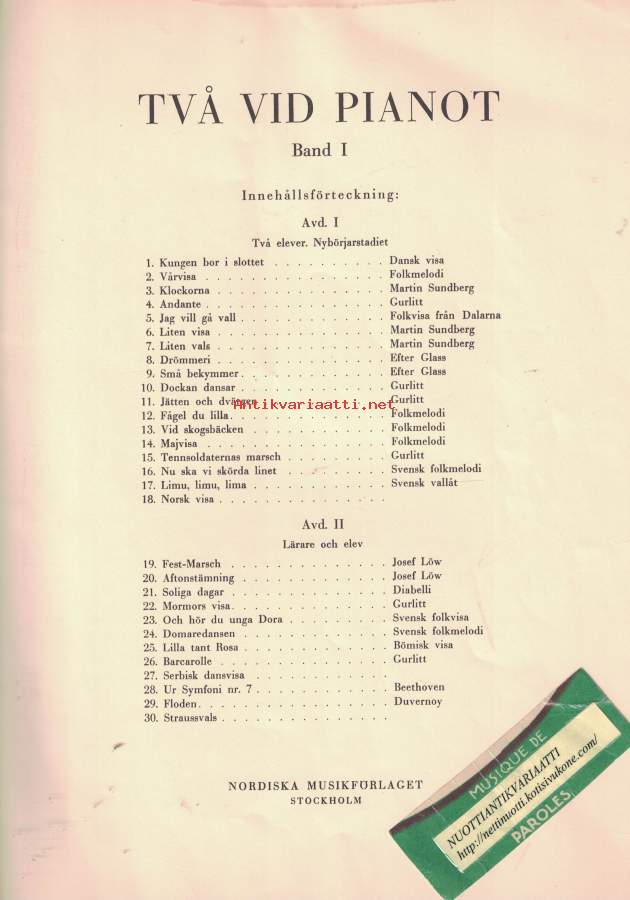 TVÅ VID PIANOT
Band I
Innehållsförteckning:
Avd. I
Två elever. Nybörjarstadiet
1. Kungen bor i slottet . . . . . . . . . . Dansk visa
2. Vårvisa . . . . . . . . . . . . . Folkmelodi
3. Klockorna . . . . . . . . . . . . Martin Sundberg
4. Andante . . . . . . . . . . . . . Gurlitt
5. Jag vill gå vall . . . . . . . . . . . Folkvisa från Dalarna
6. Liten visa . . . . . . . . . . . . Martin Sundberg
7. Liten vals . . . . . . . . . . . . Martin Sundberg
8. Drömmeri . . . . . . . . . . . . Efter Glass
9. Små bekymmer . . . . . . . . . . . Efter Glass
10. Dockan dansar . . . . . . . . . . . Gurlitt
11. Jätten och dvärgen . . . . . . . . . . Gurlitt
Antikvariaatti.net
12. Fågel du lilla . . . . . . . . . . . . Folkmelodi
13. Vid skogsbäcken . . . . . . . . . . Folkmelodi
14. Majvisa . . . . . . . . . . . . . Folkmelodi
15. Tennsoldaternas marsch . . . . . . . . Gurlitt
16. Nu ska vi skörda linet . . . . . . . . Svensk folkmelodi
17. Limu, limu, lima . . . . . . . . . . Svensk vallåt
18. Norsk visa . . . . . . . . . . . . .
Avd. II
Lärare och elev
19. Fest-Marsch . . . . . . . . . . . . Josef Löw
20. Aftonstämning . . . . . . . . . . . Josef Löw
21. Soliga dagar . . . . . . . . . . . . Diabelli
22. Mormors visa . . . . . . . . . . . . Gurlitt
23. Och hör du unga Dora . . . . . . . . Svensk folkvisa
24. Domaredansen . . . . . . . . . . . Svensk folkmelodi
25. Lilla tant Rosa . . . . . . . . . . . Bömisk visa
26. Barcarolle . . . . . . . . . . . . Gurlitt
27. Serbisk dansvisa . . . . . . . . . .
28. Ur Symfoni nr. 7 . . . . . . . . . . Beethoven
29. Floden . . . . . . . . . . . . . . Duvernoy
30. Straussvals . . . . . . . . . . . . .
NORDISKA MUSIKFÖRLAGET
STOCKHOLM
MUSIQUE DE
NUOTTIANTIKVARIAATTI
http://nettinuotti.kotisivukone.com/
PAROLES